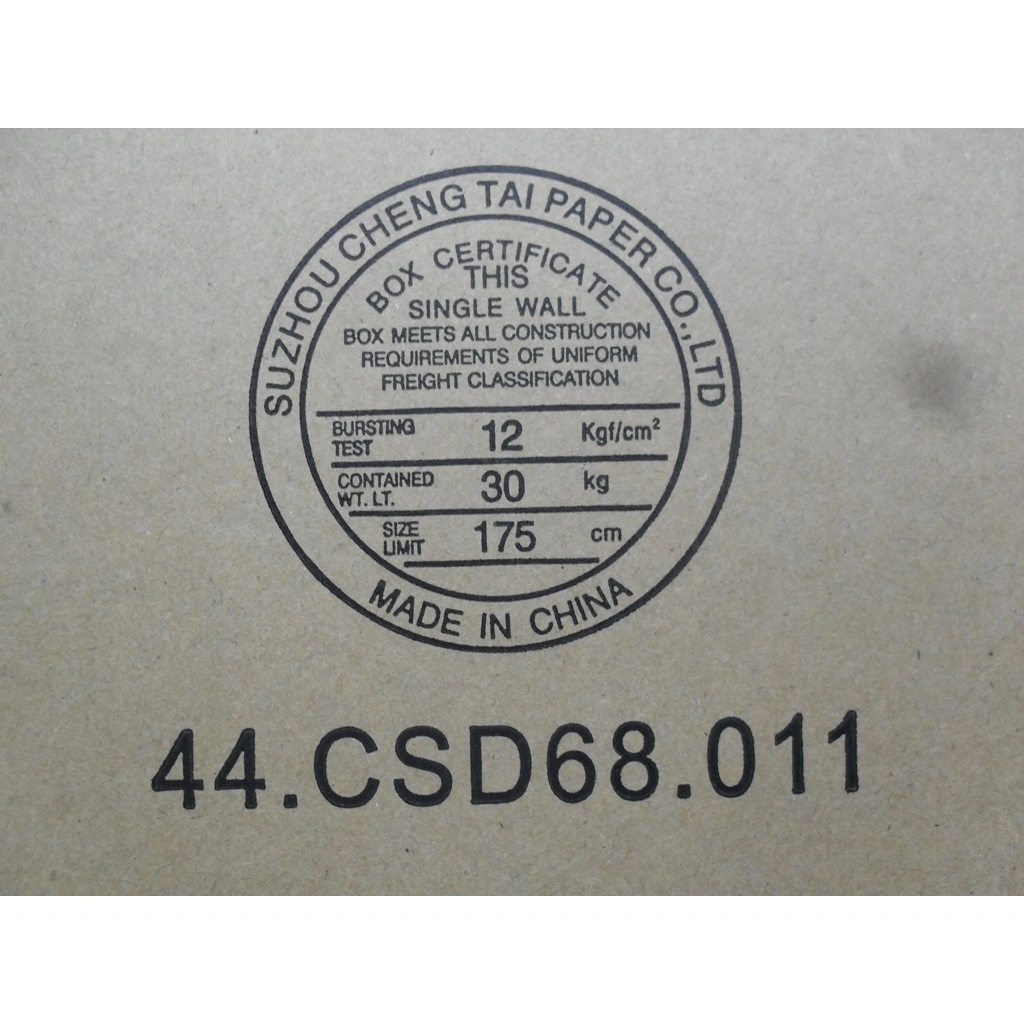 SUZHOU CHENG TAI PAPER CO.,LTD
BOX CERTIFICATE
THIS
SINGLE WALL
BOX MEETS ALL CONSTRUCTION
REQUIREMENTS OF UNIFORM
FREIGHT CLASSIFICATION
BURSTING TEST 12 Kgf/cm²
CONTAINED WT. LT. 30 kg
SIZE LIMIT 175 cm
MADE IN CHINA
44.CSD68.011